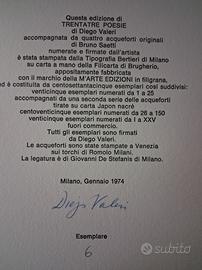 Questa edizione di
TRENTATRE POESIE
di Diego Valeri
accompagnata da quattro acqueforti originali
di Bruno Saetti
numerate e firmate dall'artista
è stata stampata dalla Tipografia Bertieri di Milano
su carta a mano della Filicarta di Brugherio,
appositamente fabbricata
con il marchio della M'ARTE EDIZIONI in filigrana,
ed è costituita da centosettantacinque esemplari così suddivisi:
venticinque esemplari numerati da 1 a 25
accompagnati da una seconda serie delle acqueforti
tirate su carta Japon nacré
centoventicinque esemplari numerati da 26 a 150
venticinque esemplari numerati da I a XXV
fuori commercio.
Tutti gli esemplari sono firmati
da Diego Valeri.
Le acqueforti sono state stampate a Venezia
sui torchi di Romolo Milani.
La legatura è di Giovanni De Stefanis di Milano.
Milano, Gennaio 1974
Diego Valeri
Esemplare
6
subito